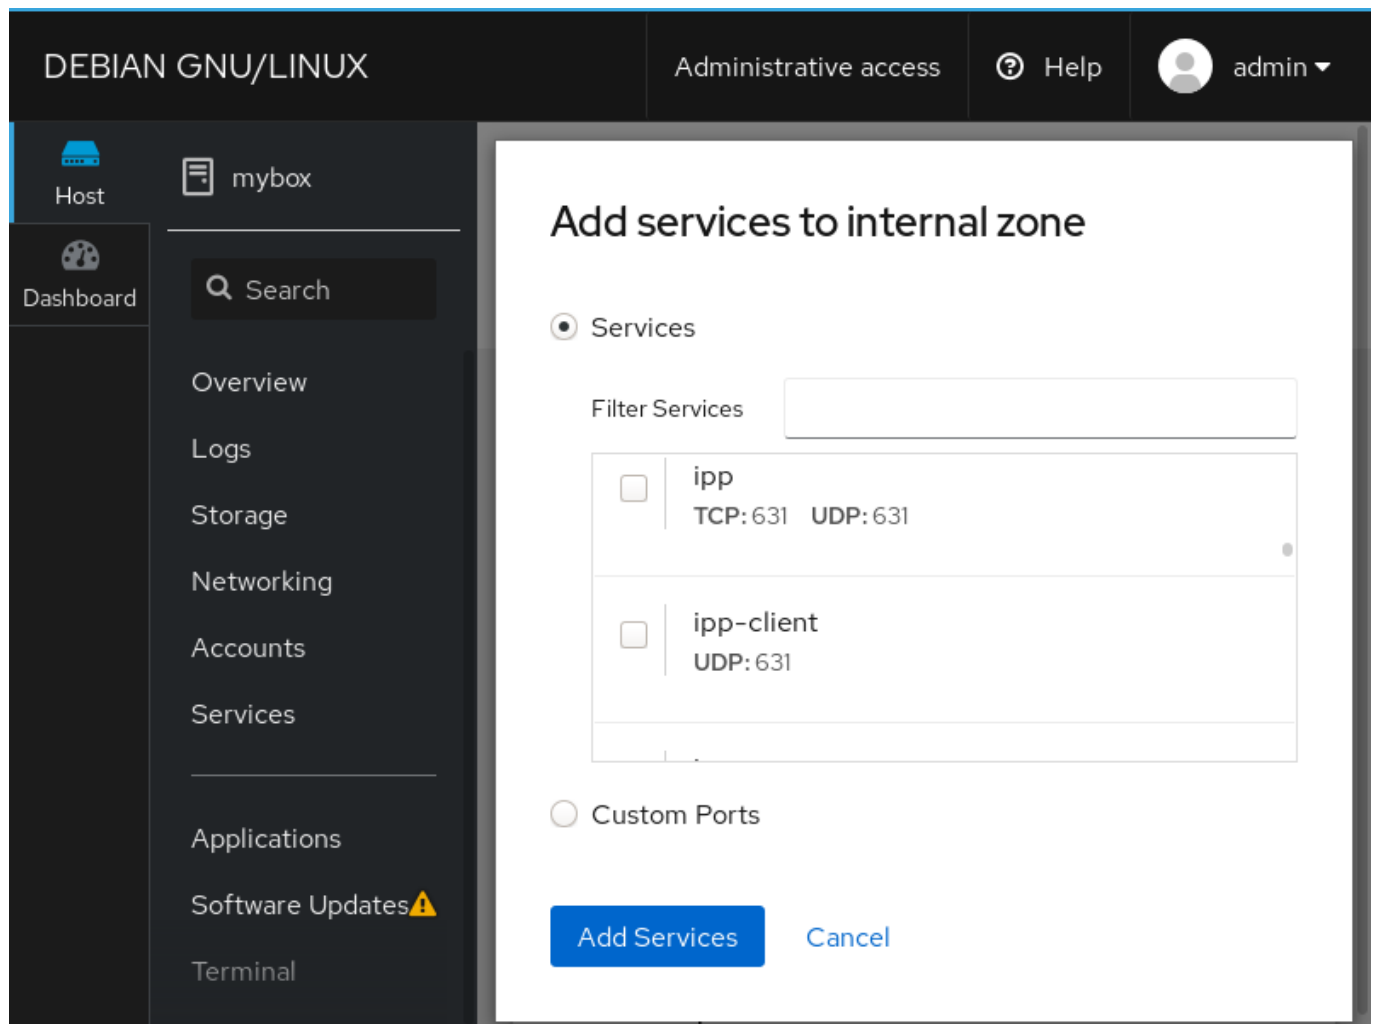 DEBIAN GNU/LINUX
Administrative access
Help
admin
Host
Dashboard
mybox
Search
Overview
Logs
Storage
Networking
Accounts
Services
Applications
Software Updates
Terminal
Add services to internal zone
Services
Filter Services
ipp
TCP: 631 UDP: 631
ipp-client
UDP: 631
Custom Ports
Add Services Cancel